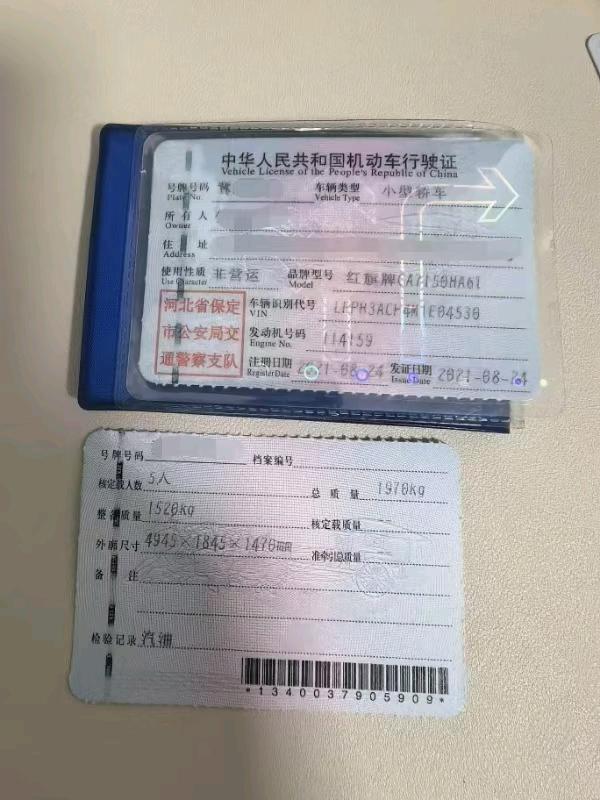 中华人民共和国机动车行驶证
Vehicle License of the People's Republic of China
号牌号码 冀 车辆类型 小型轿车
Plate No. Vehicle Type
所有人
Owner
住址
Address
使用性质 非营运 品牌型号 红旗牌CA7150HA6T
Use Character Model
河北省保定
市公安局交
通警察支队
车辆识别代号
VIN
发动机号码 114159
Engine No.
注册日期 2021-08-24 发证日期 2021-08-24
Register Date Issue Date
号牌号码 档案编号
核定载人数 5人 总质量 1970kg
整备质量 1520kg 核定载质量 --
外廓尺寸 4945×1845×1470mm 准牵引总质量 --
备注
检验记录 汽油
*1340037905909*